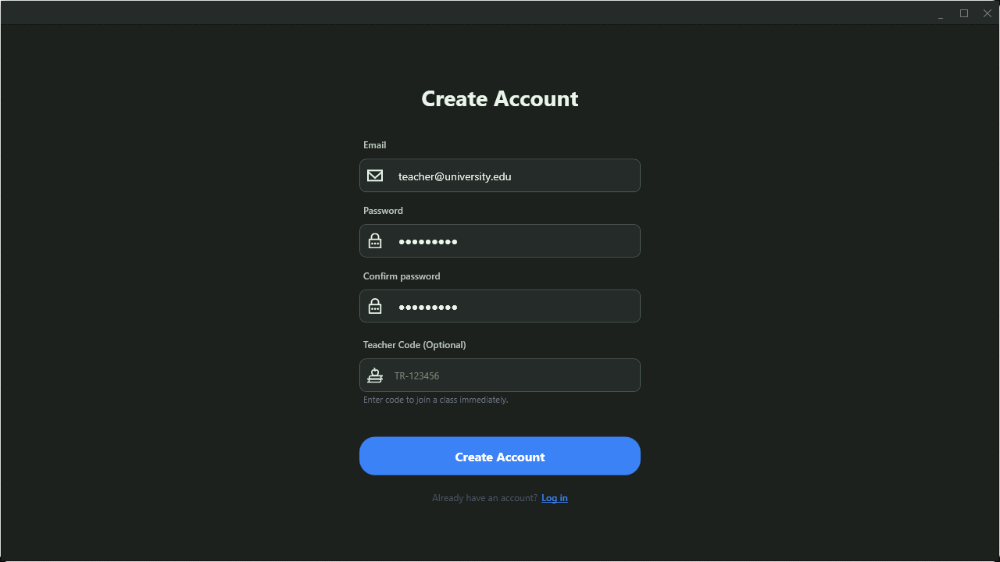 Create Account
Email
teacher@university.edu
Password
•••••••••
Confirm password
•••••••••
Teacher Code (Optional)
TR-123456
Enter code to join a class immediately.
Create Account
Already have an account? Log in